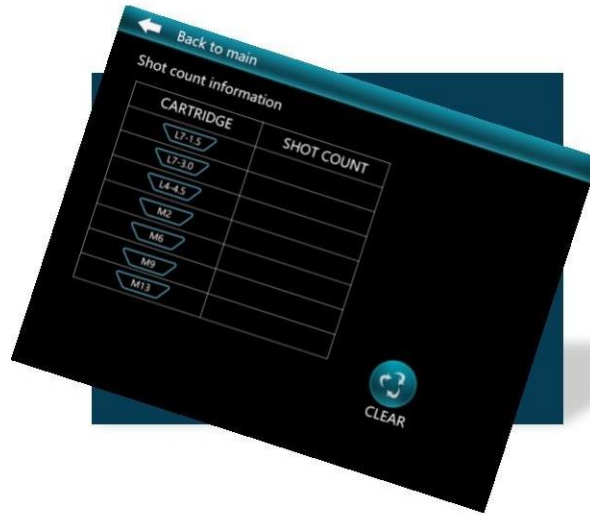 Back to main
Shot count information
CARTRIDGE SHOT COUNT
L7-1.5
L7-3.0
L4-4.5
M2
M6
M9
M13
CLEAR